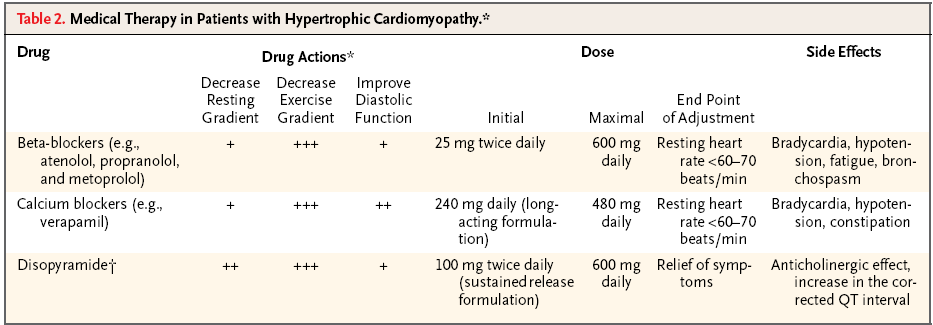 Table 2. Medical Therapy in Patients with Hypertrophic Cardiomyopathy.*
Drug Drug Actions* Dose Side Effects
Decrease Decrease Improve
Resting Exercise Diastolic End Point
Gradient Gradient Function Initial Maximal of Adjustment
Beta-blockers (e.g., + +++ + 25 mg twice daily 600 mg Resting heart Bradycardia, hypoten-
atenolol, propranolol, daily rate <60–70 sion, fatigue, bron-
and metoprolol) beats/min chospasm
Calcium blockers (e.g., + +++ ++ 240 mg daily (long- 480 mg Resting heart Bradycardia, hypoten-
verapamil) acting formula- daily rate <60–70 sion, constipation
tion) beats/min
Disopyramide† ++ +++ + 100 mg twice daily 600 mg Relief of symp- Anticholinergic effect,
(sustained release daily toms increase in the cor-
formulation) rected QT interval